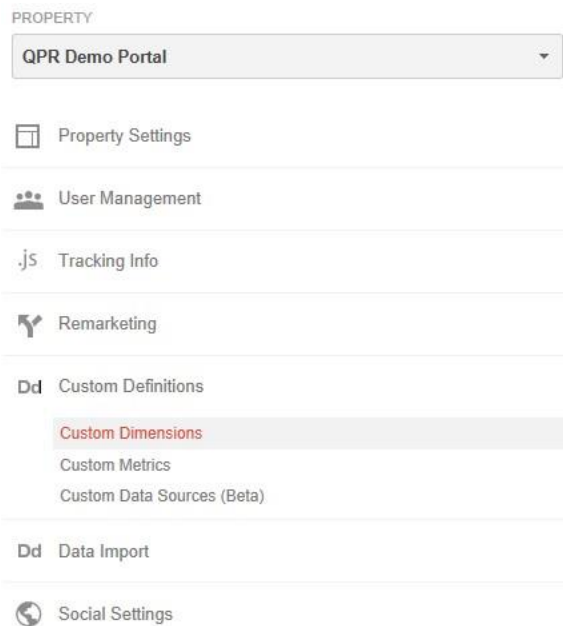 PROPERTY
QPR Demo Portal
Property Settings
User Management
.js Tracking Info
Remarketing
Dd Custom Definitions
Custom Dimensions
Custom Metrics
Custom Data Sources (Beta)
Dd Data Import
Social Settings